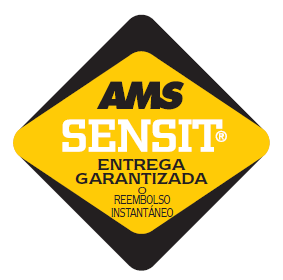 AMS
SENSIT®
ENTREGA
GARANTIZADA
O
REEMBOLSO
INSTANTÁNEO